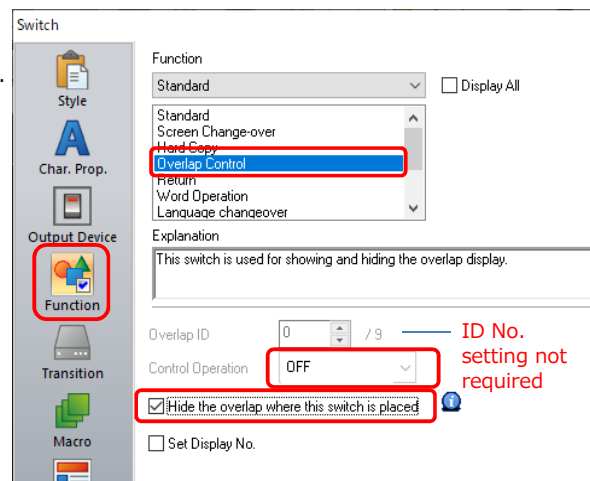 Switch
.
Style
Char. Prop.
Output Device
Function
Transition
Macro
Function
Standard
Display All
Standard
Screen Change-over
Hard Copy
Overlap Control
Return
Word Operation
Language changeover
Explanation
This switch is used for showing and hiding the overlap display.
Overlap ID 0 / 9
ID No.
setting not
required
Control Operation OFF
Hide the overlap where this switch is placed
Set Display No.